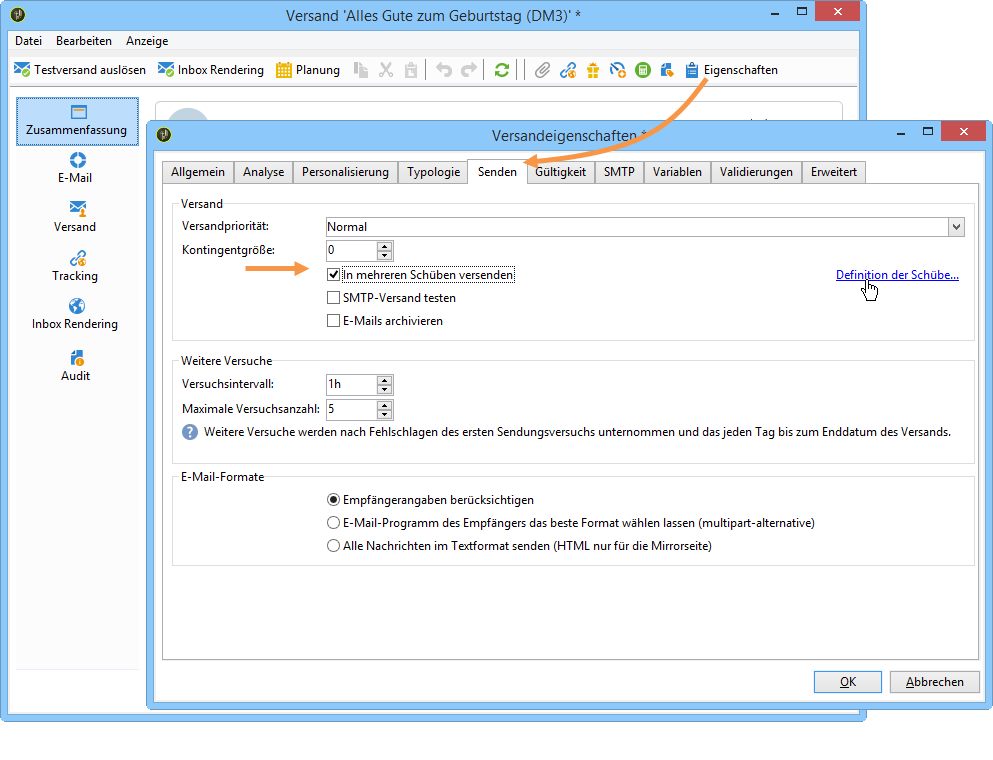 Versand 'Alles Gute zum Geburtstag (DM3)' *
Datei Bearbeiten Anzeige
Testversand auslösen Inbox Rendering Planung Eigenschaften
Zusammenfassung
E-Mail
Versand
Tracking
Inbox Rendering
Audit
Versandeigenschaften *
Allgemein Analyse Personalisierung Typologie Senden Gültigkeit SMTP Variablen Validierungen Erweitert
Versand
Versandpriorität: Normal
Kontingentgröße: 0
In mehreren Schüben versenden Definition der Schübe...
SMTP-Versand testen
E-Mails archivieren
Weitere Versuche
Versuchsintervall: 1h
Maximale Versuchsanzahl: 5
? Weitere Versuche werden nach Fehlschlagen des ersten Sendungsversuchs unternommen und das jeden Tag bis zum Enddatum des Versands.
E-Mail-Formate
Empfängerangaben berücksichtigen
E-Mail-Programm des Empfängers das beste Format wählen lassen (multipart-alternative)
Alle Nachrichten im Textformat senden (HTML nur für die Mirrorseite)
OK Abbrechen